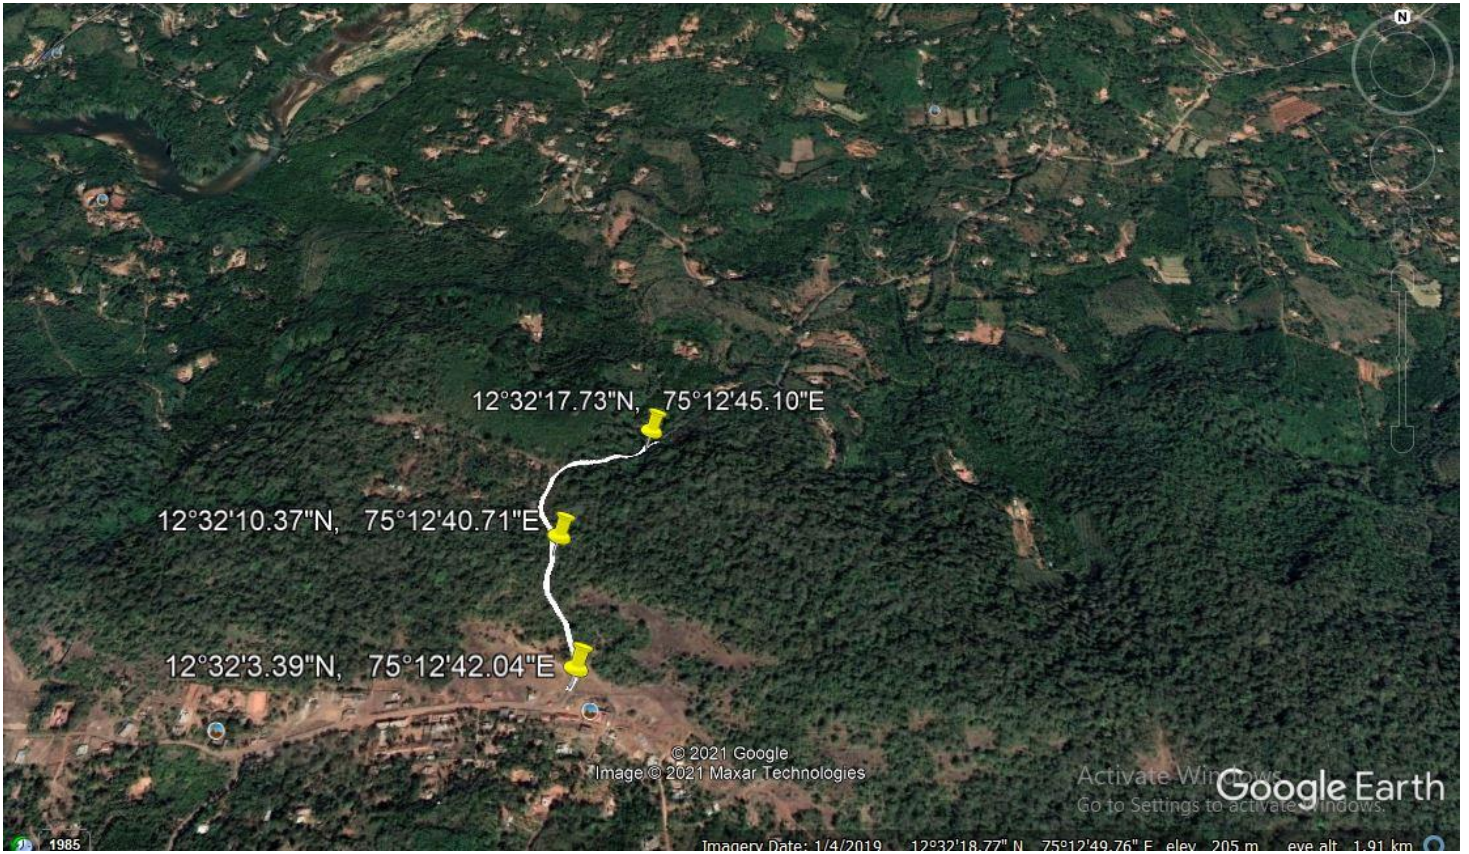 N
12°32'17.73"N, 75°12'45.10"E
12°32'10.37"N, 75°12'40.71"E
12°32'3.39"N, 75°12'42.04"E
© 2021 Google
Image © 2021 Maxar Technologies
Activate Windows
Go to Settings to activate Windows.
Google Earth
1985
Imagery Date: 1/4/2019 12°32'18.77" N 75°12'49.76" E elev 205 m eye alt 1.91 km